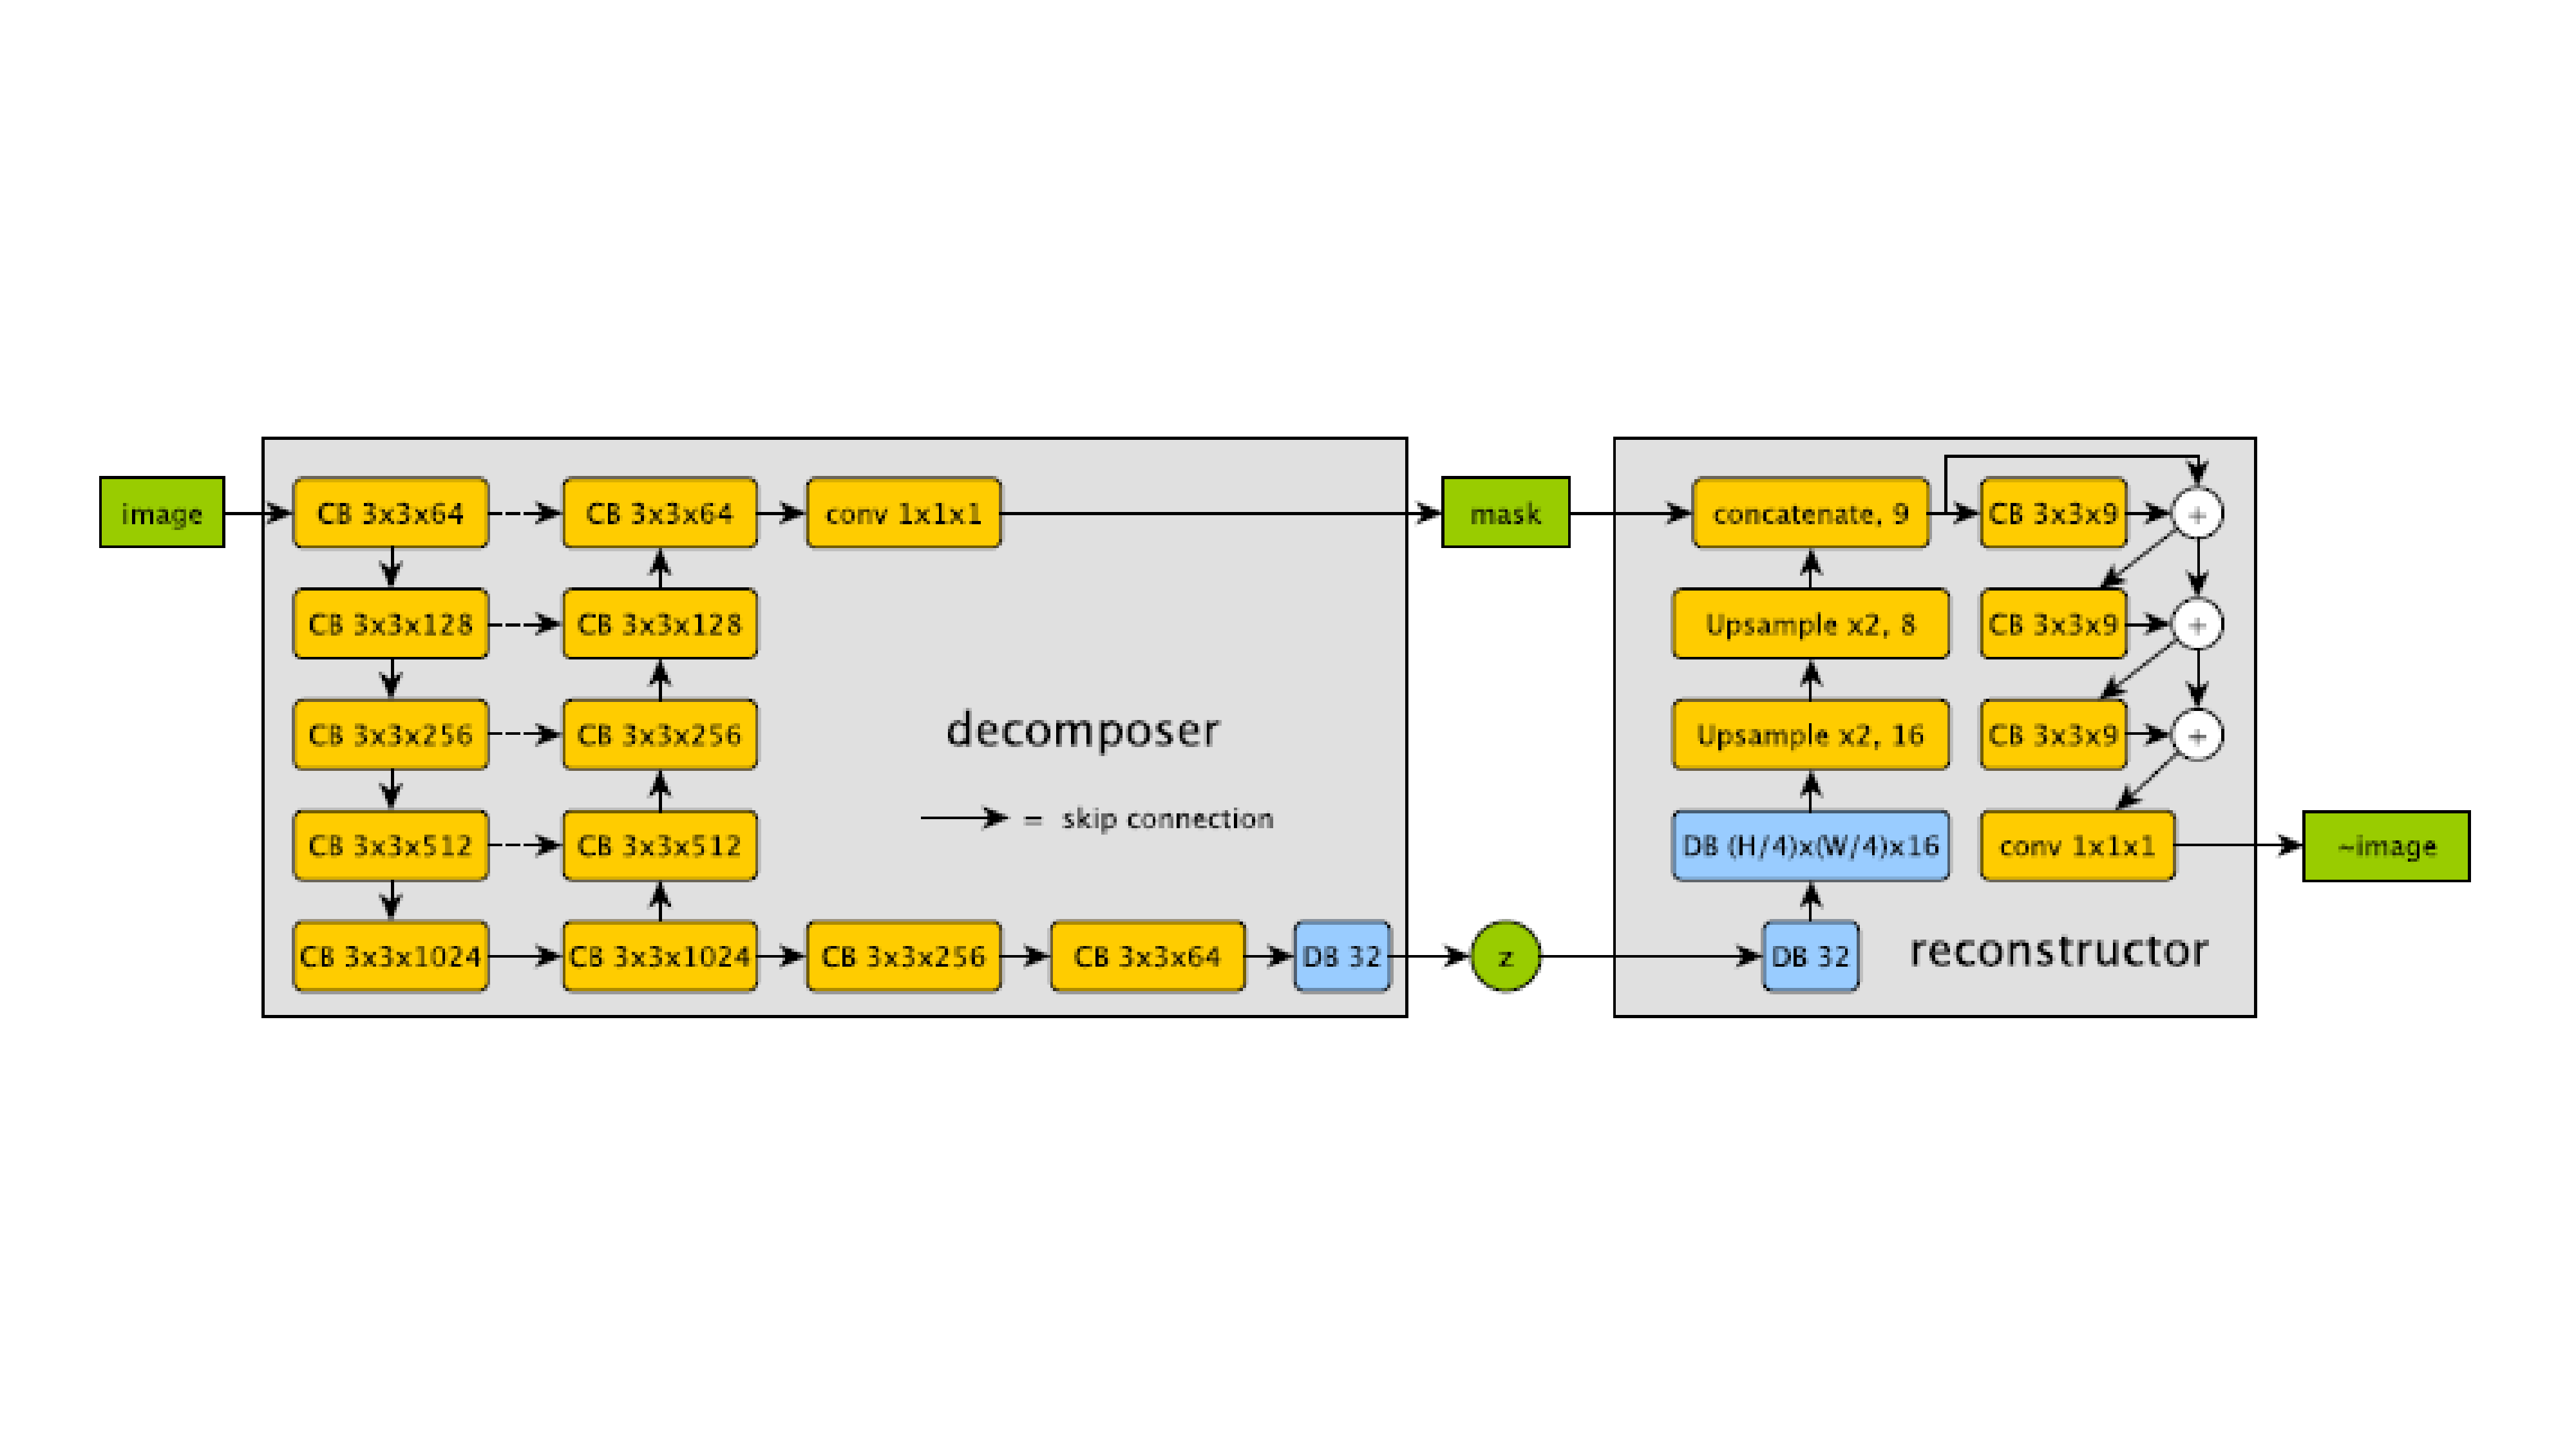 image
CB 3x3x64
CB 3x3x64
conv 1x1x1
CB 3x3x128
CB 3x3x128
CB 3x3x256
CB 3x3x256
CB 3x3x512
CB 3x3x512
CB 3x3x1024
CB 3x3x1024
CB 3x3x256
CB 3x3x64
DB 32
decomposer
= skip connection
mask
z
concatenate, 9
CB 3x3x9
+
Upsample x2, 8
CB 3x3x9
+
Upsample x2, 16
CB 3x3x9
+
DB (H/4)x(W/4)x16
conv 1x1x1
DB 32
reconstructor
~image